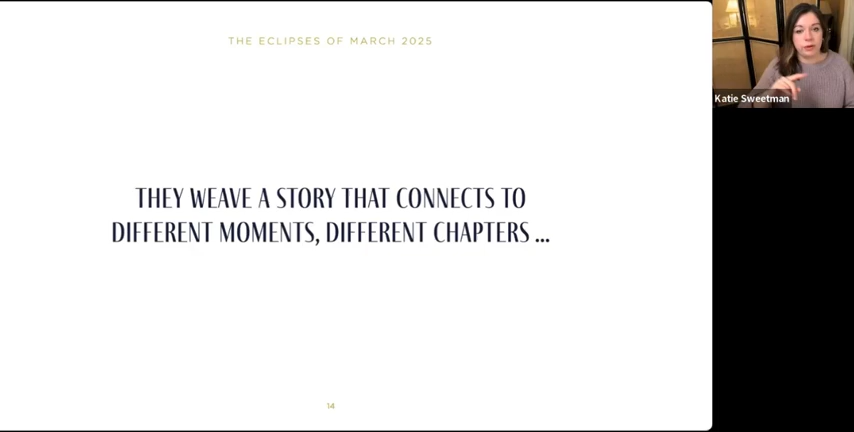 THE ECLIPSES OF MARCH 2025
Katie Sweetman
THEY WEAVE A STORY THAT CONNECTS TO
DIFFERENT MOMENTS, DIFFERENT CHAPTERS ...
14